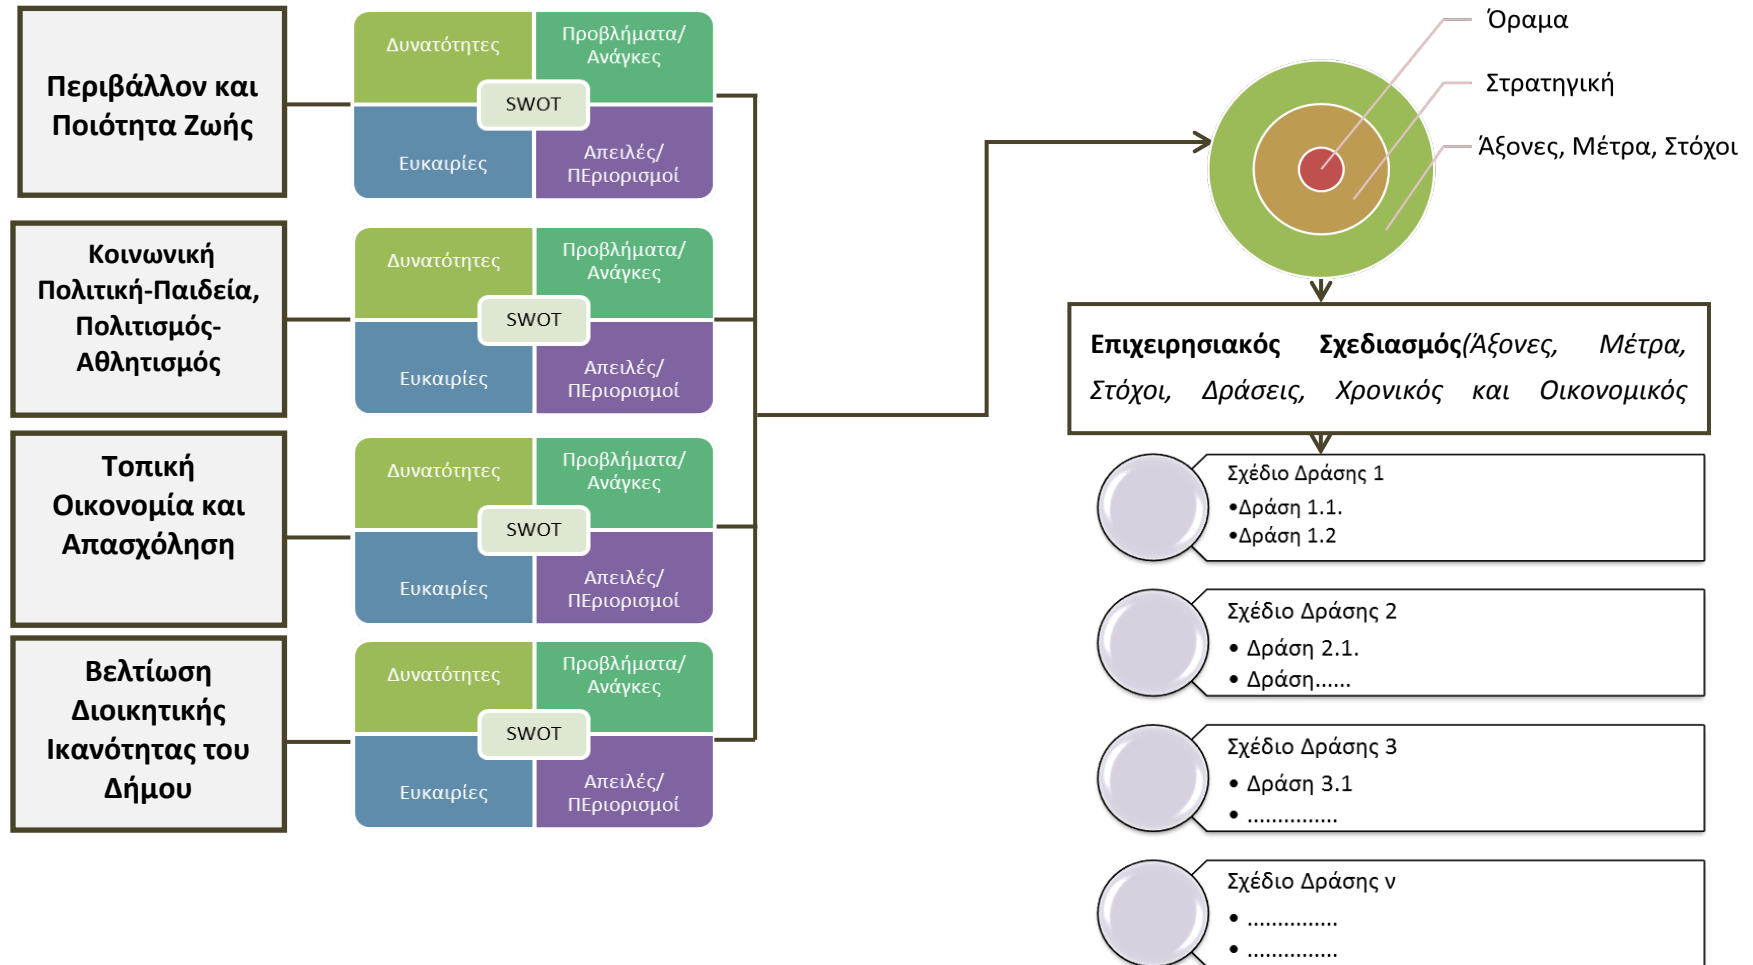 Περιβάλλον και
Ποιότητα Ζωής
Δυνατότητες
Προβλήματα/
Ανάγκες
SWOT
Ευκαιρίες
Απειλές/
ΠΕριορισμοί
Κοινωνική
Πολιτική-Παιδεία,
Πολιτισμός-
Αθλητισμός
Δυνατότητες
Προβλήματα/
Ανάγκες
SWOT
Ευκαιρίες
Απειλές/
ΠΕριορισμοί
Τοπική
Οικονομία και
Απασχόληση
Δυνατότητες
Προβλήματα/
Ανάγκες
SWOT
Ευκαιρίες
Απειλές/
ΠΕριορισμοί
Βελτίωση
Διοικητικής
Ικανότητας του
Δήμου
Δυνατότητες
Προβλήματα/
Ανάγκες
SWOT
Ευκαιρίες
Απειλές/
ΠΕριορισμοί
Όραμα
Στρατηγική
Άξονες, Μέτρα, Στόχοι
Επιχειρησιακός Σχεδιασμός(Άξονες, Μέτρα,
Στόχοι, Δράσεις, Χρονικός και Οικονομικός
Σχέδιο Δράσης 1
•Δράση 1.1.
•Δράση 1.2
Σχέδιο Δράσης 2
• Δράση 2.1.
• Δράση......
Σχέδιο Δράσης 3
• Δράση 3.1
• ...............
Σχέδιο Δράσης ν
• ...............
• ...............